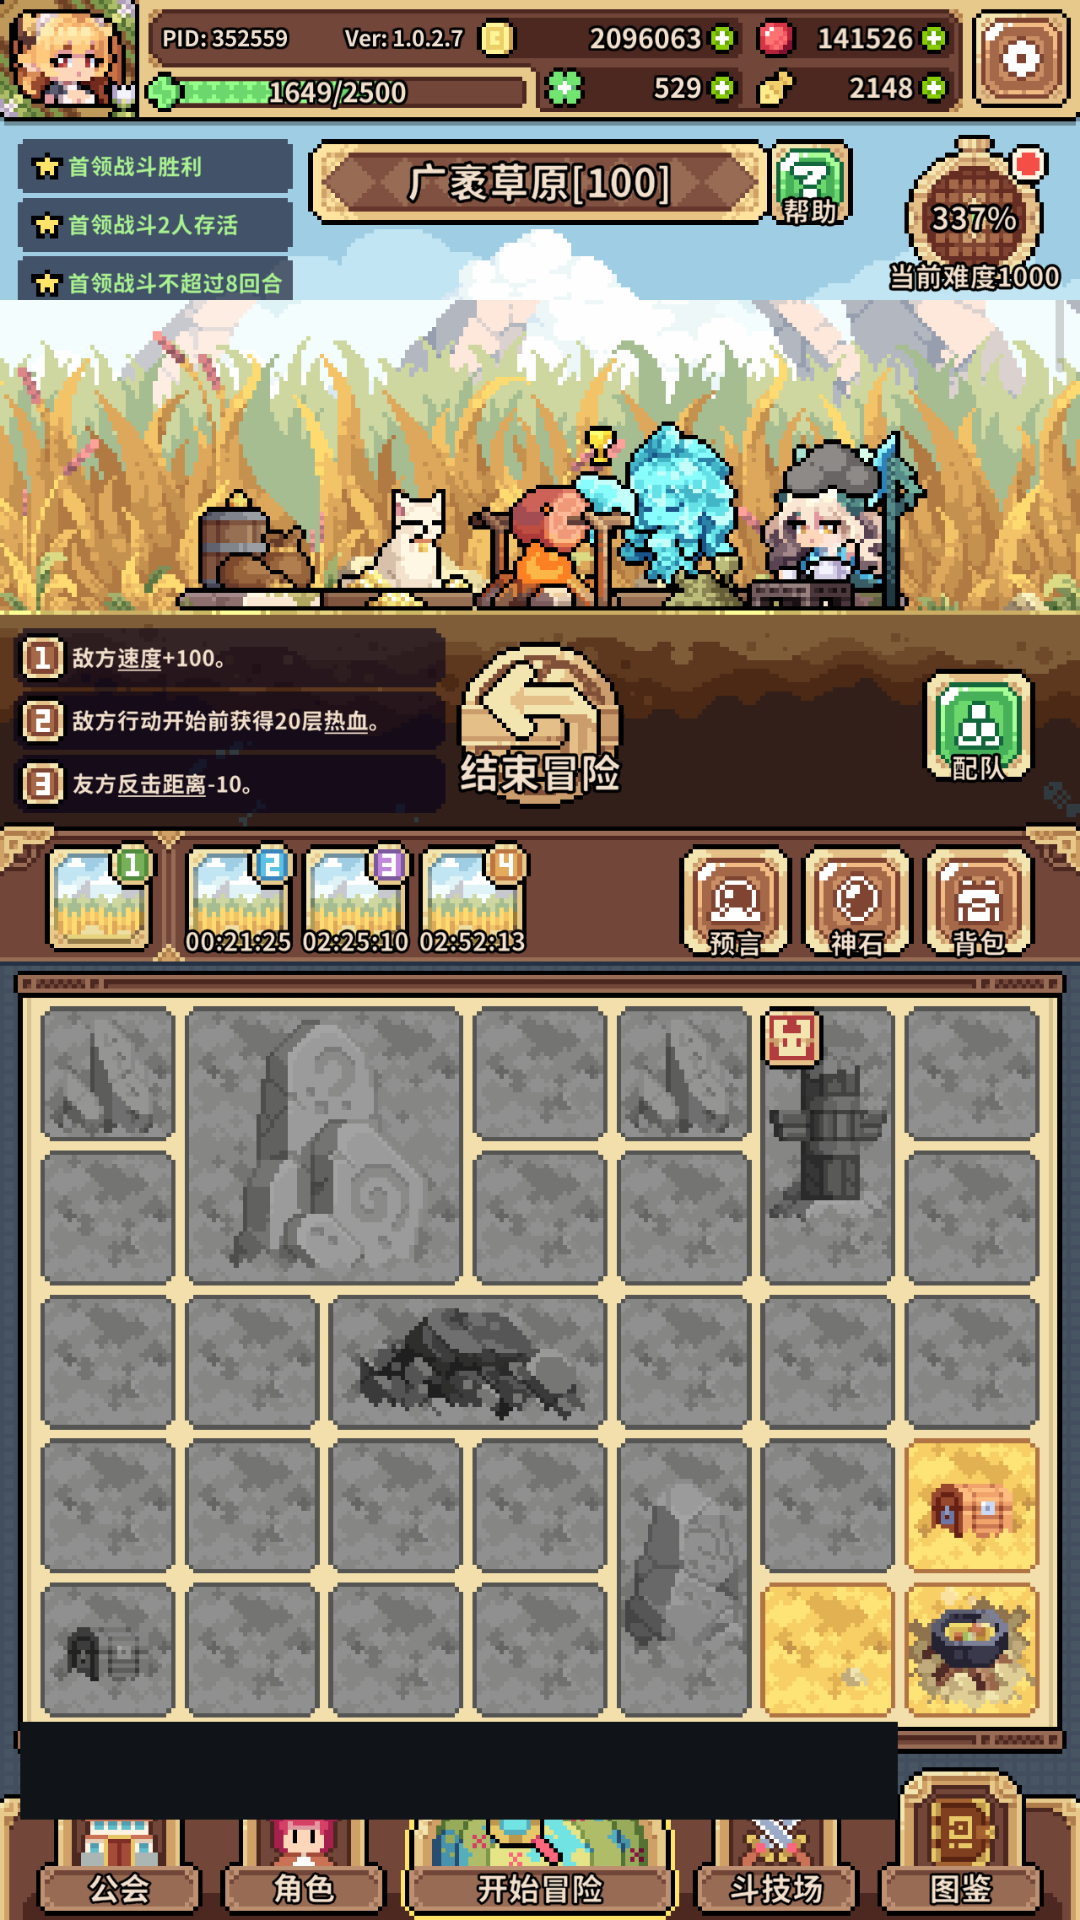 PID: 352559
Ver: 1.0.2.7
2096063
141526
1649/2500
529
2148
首领战斗胜利
首领战斗2人存活
首领战斗不超过8回合
广袤草原[100]
帮助
337%
当前难度1000
1 敌方速度+100。
2 敌方行动开始前获得20层热血。
3 友方反击距离-10。
结束冒险
配队
1
2
3
4
00:21:25
02:25:10
02:52:13
预言
神石
背包
公会
角色
开始冒险
斗技场
图鉴